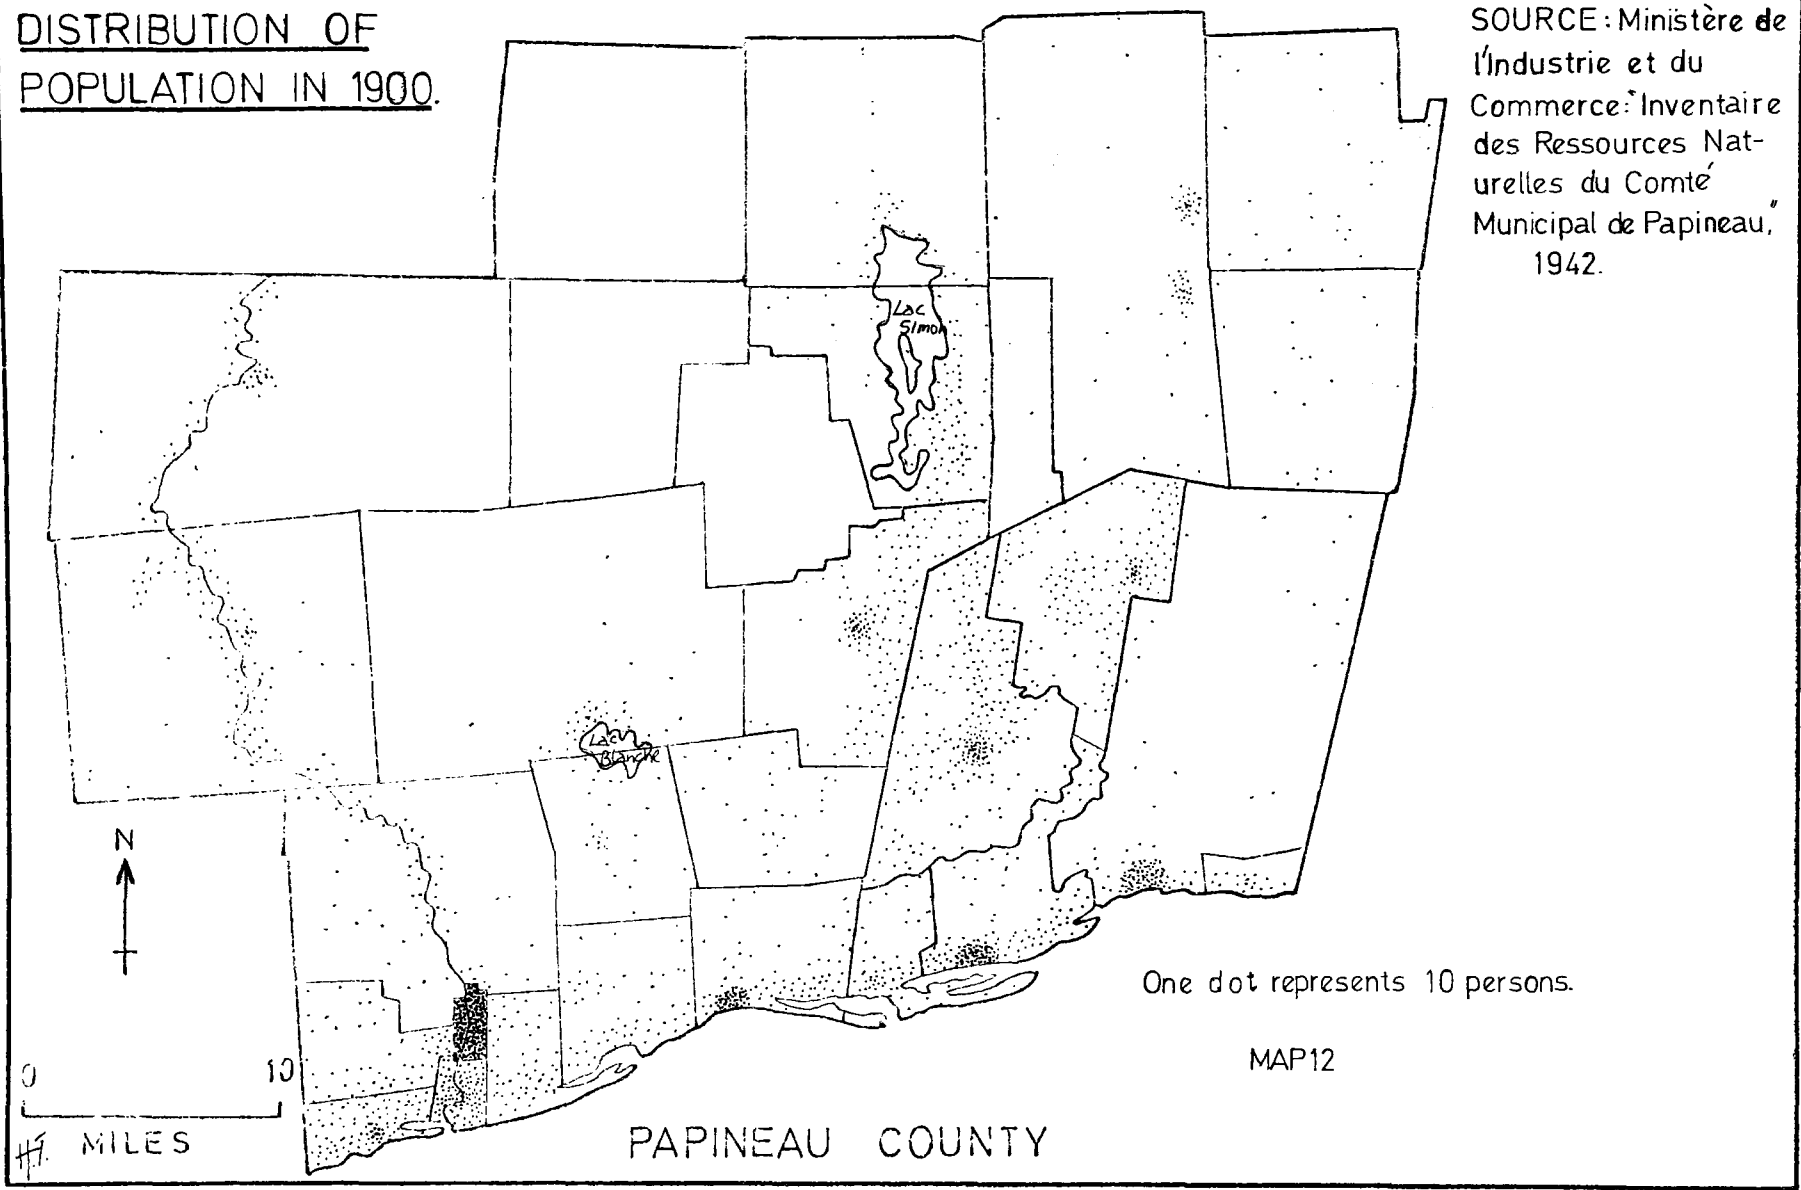 DISTRIBUTION OF
POPULATION IN 1900.
SOURCE: Ministère de
l'Industrie et du
Commerce: "Inventaire
des Ressources Nat-
urelles du Comté
Municipal de Papineau,"
1942.
Lac
Simon
Lac
Blanche
N
One dot represents 10 persons.
MAP12
0 10
MILES
PAPINEAU COUNTY